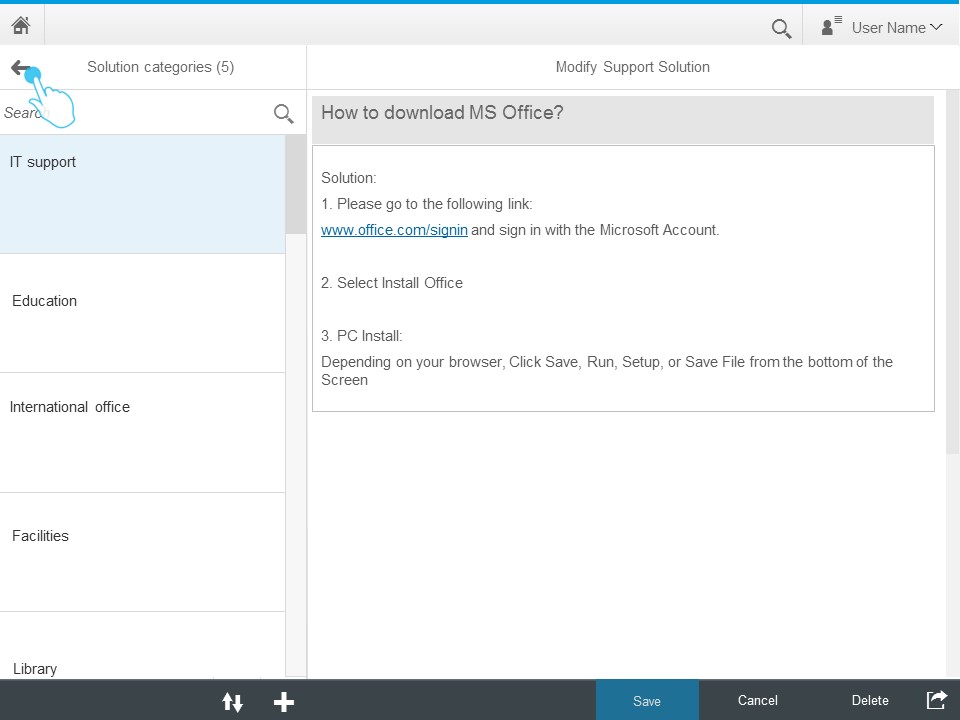 User Name
Solution categories (5)
Modify Support Solution
Search
How to download MS Office?
IT support
Education
International office
Facilities
Library
Solution:
1. Please go to the following link:
www.office.com/signin and sign in with the Microsoft Account.
2. Select Install Office
3. PC Install:
Depending on your browser, Click Save, Run, Setup, or Save File from the bottom of the
Screen
Save
Cancel
Delete